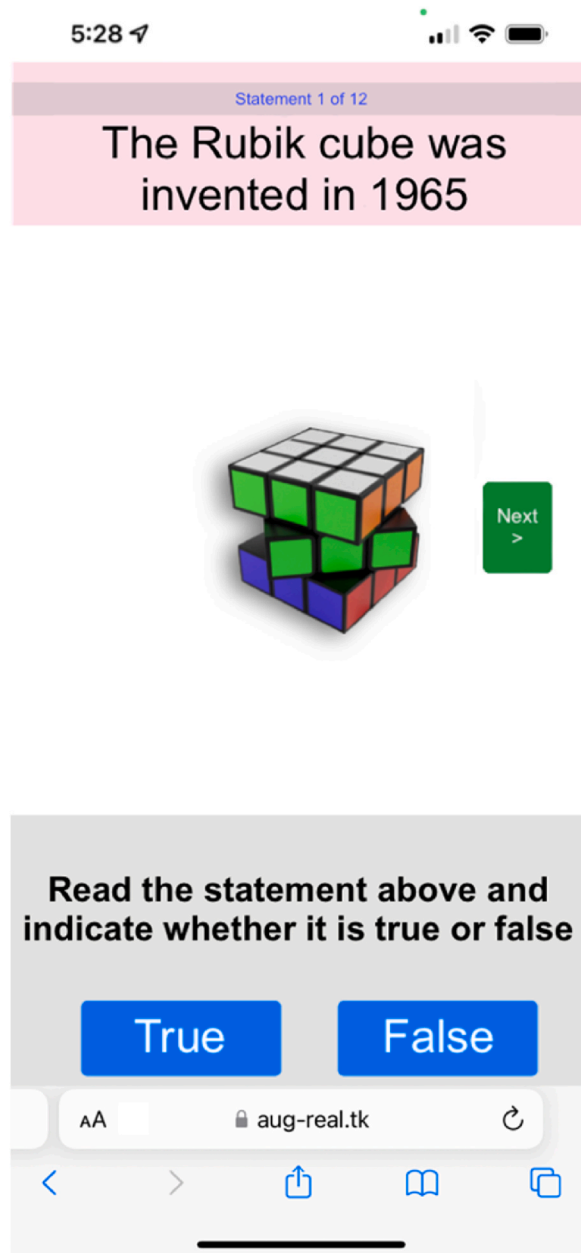 5:28
Statement 1 of 12
The Rubik cube was
invented in 1965
Next
>
Read the statement above and
indicate whether it is true or false
True
False
AA
aug-real.tk